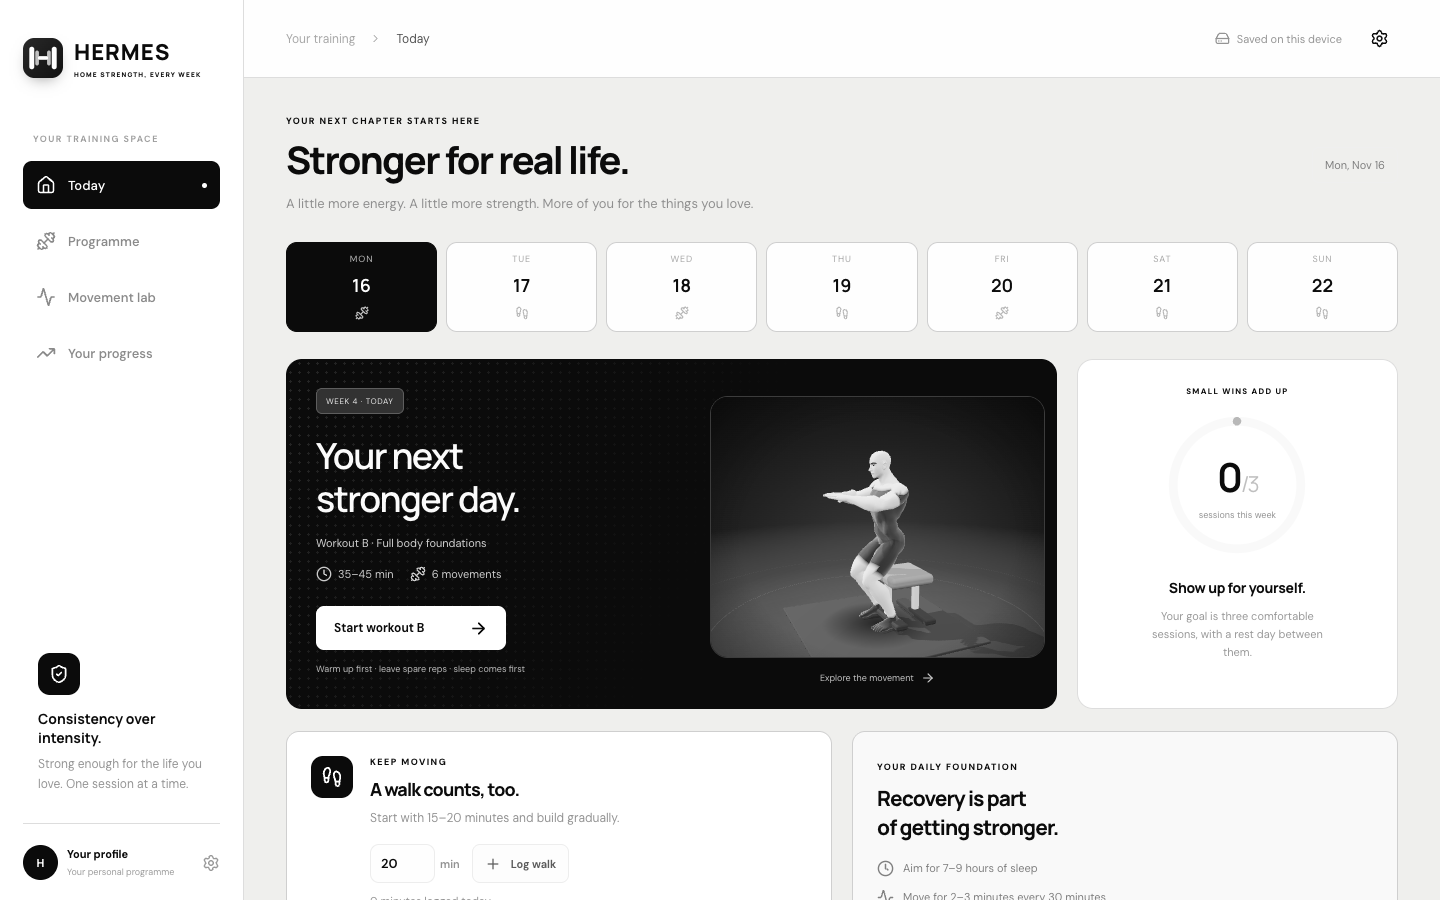 HERMES
HOME STRENGTH, EVERY WEEK
YOUR TRAINING SPACE
Today
Programme
Movement lab
Your progress
Consistency over
intensity.
Strong enough for the life you
love. One session at a time.
H
Your profile
Your personal programme
Your training
Today
Saved on this device
YOUR NEXT CHAPTER STARTS HERE
Stronger for real life.
Mon, Nov 16
A little more energy. A little more strength. More of you for the things you love.
MON
16
TUE
17
WED
18
THU
19
FRI
20
SAT
21
SUN
22
WEEK 4 · TODAY
Your next
stronger day.
Workout B · Full body foundations
35–45 min
6 movements
Start workout B
Warm up first · leave spare reps · sleep comes first
Explore the movement
SMALL WINS ADD UP
0/3
sessions this week
Show up for yourself.
Your goal is three comfortable
sessions, with a rest day between
them.
KEEP MOVING
A walk counts, too.
Start with 15–20 minutes and build gradually.
20
min
Log walk
0 minutes logged today
YOUR DAILY FOUNDATION
Recovery is part
of getting stronger.
Aim for 7–9 hours of sleep
Move for 2–3 minutes every 30 minutes